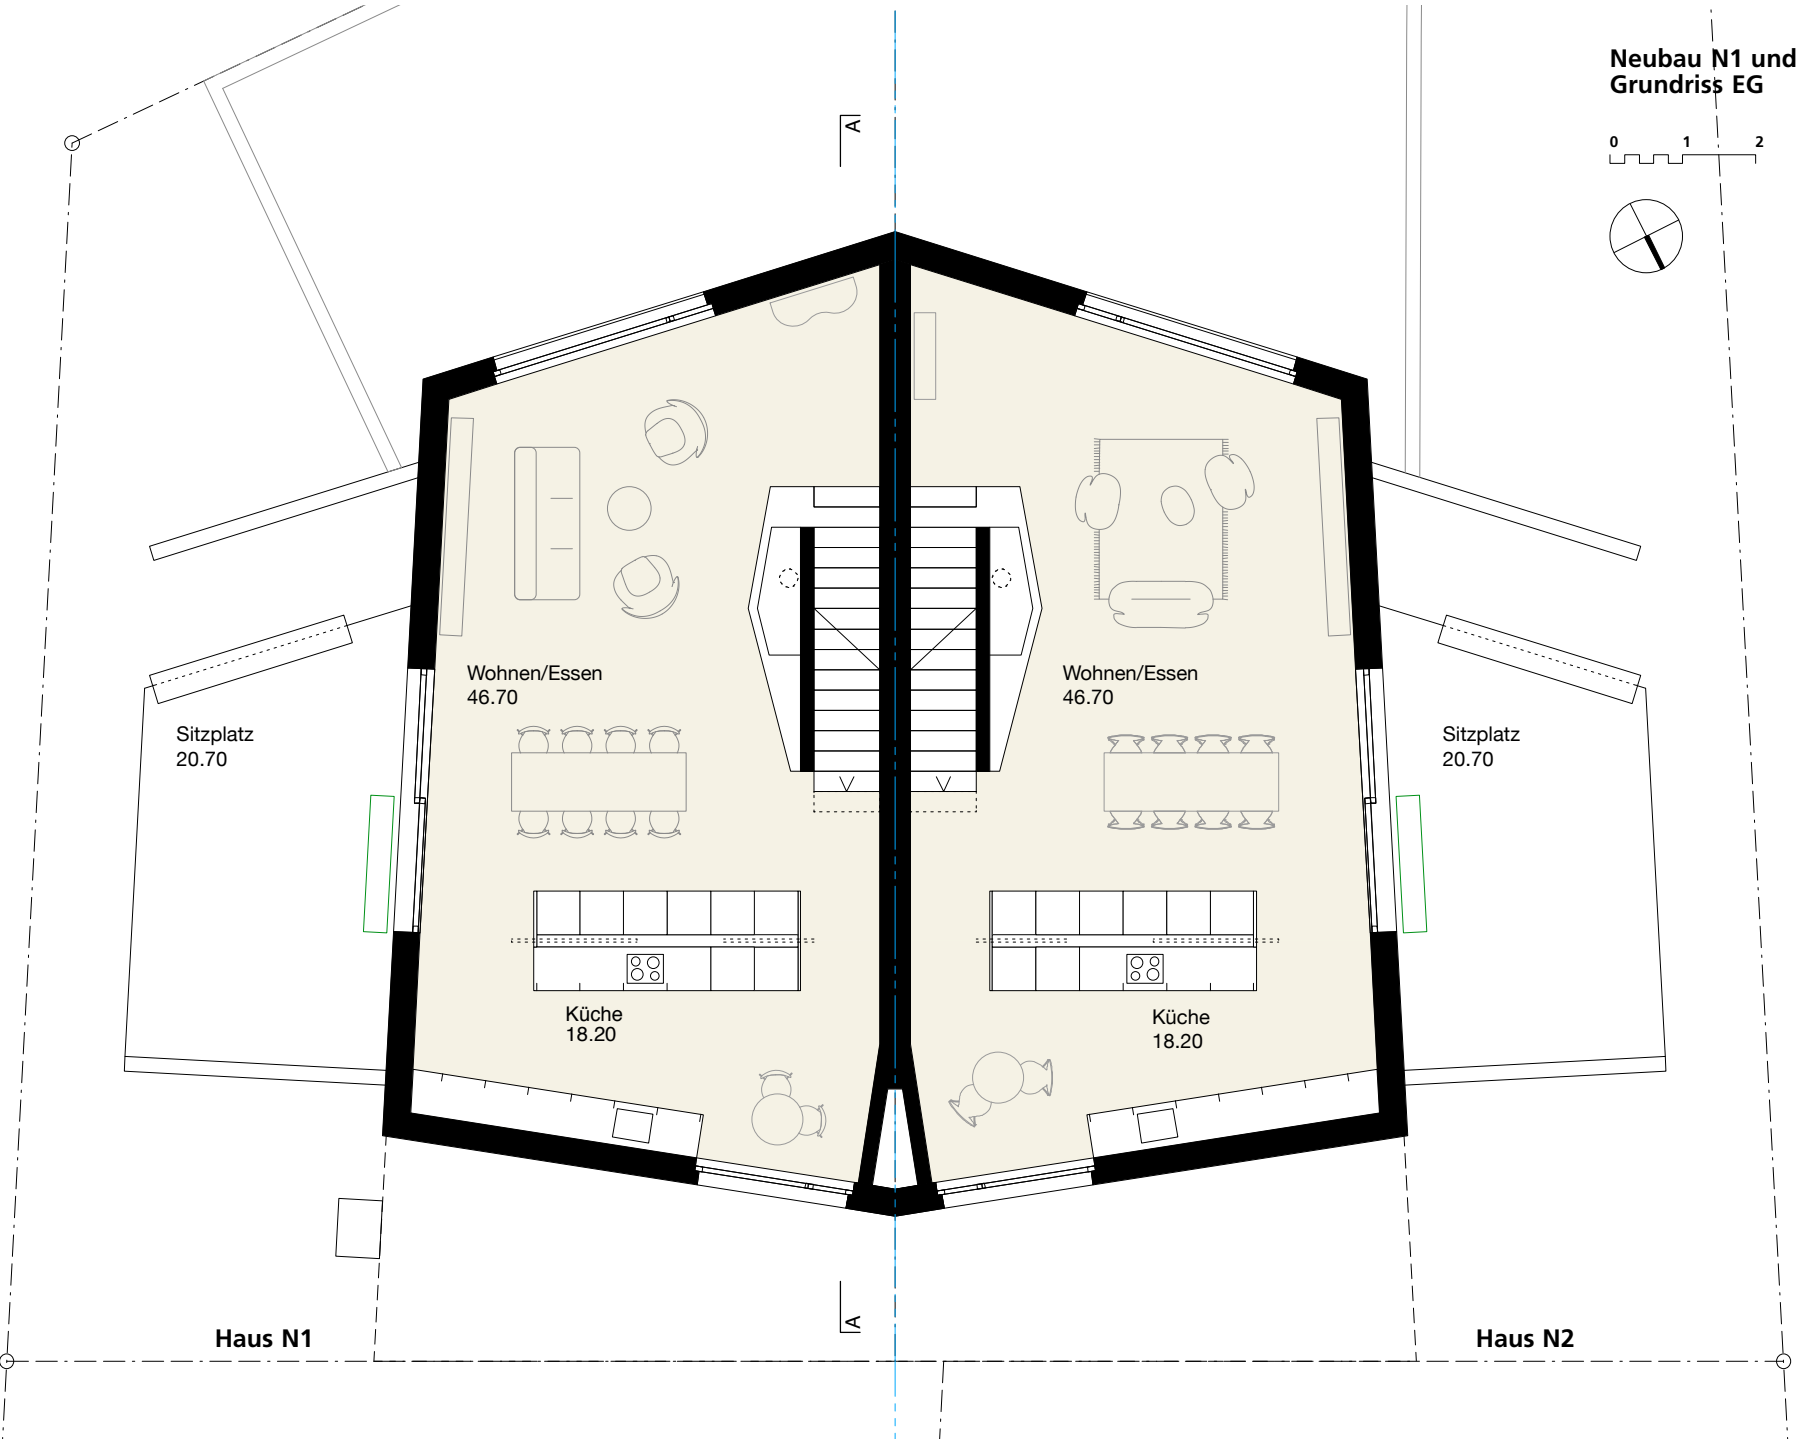 Neubau N1 und
Grundriss EG
0 1 2
A
Wohnen/Essen
46.70
Wohnen/Essen
46.70
Sitzplatz
20.70
Sitzplatz
20.70
Küche
18.20
Küche
18.20
A
Haus N1
Haus N2